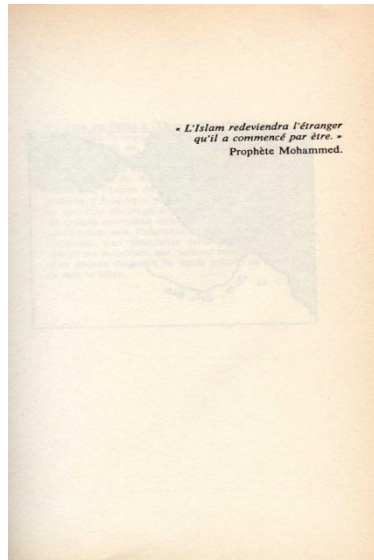 « L'Islam redeviendra l'étranger
qu'il a commencé par être. »
Prophète Mohammed.